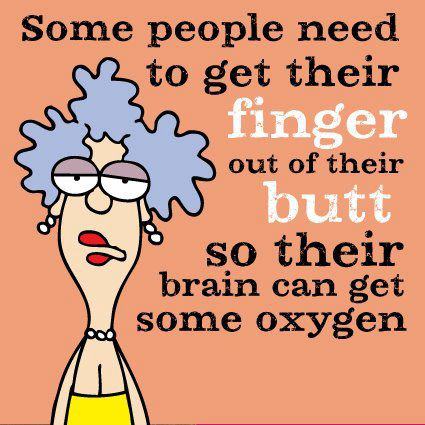 Some people need
to get their
finger
out of their
butt
so their
brain can get
some oxygen